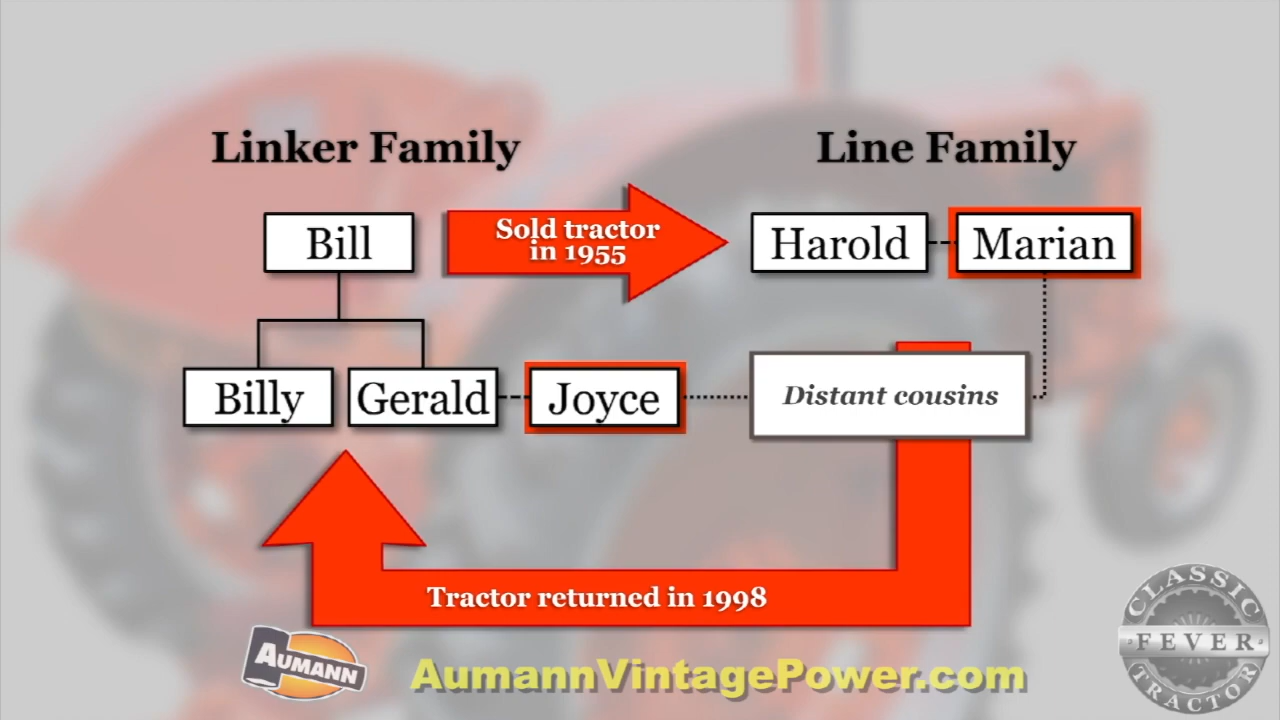 Linker Family
Line Family
Bill
Sold tractor
in 1955
Harold
Marian
Billy
Gerald
Joyce
Distant cousins
Tractor returned in 1998
AUMANN
AumannVintagePower.com
CLASSIC
FEVER
TRACTOR